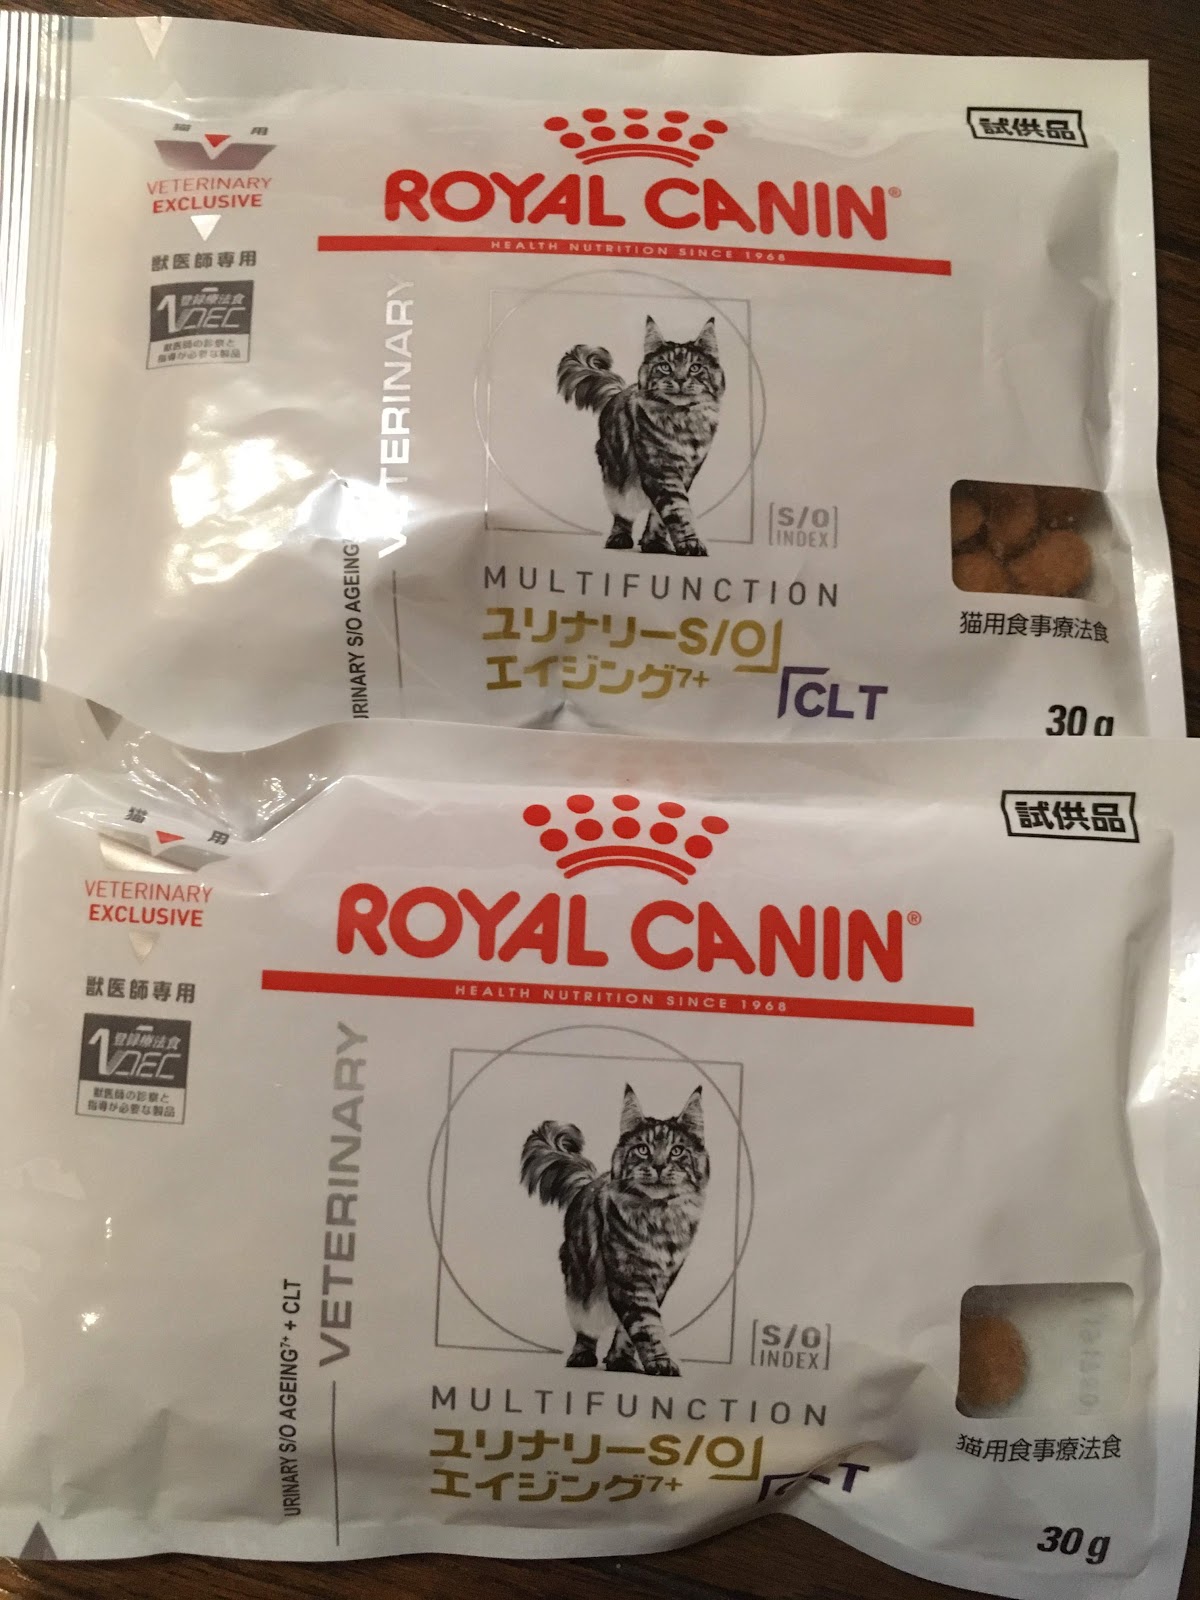 猫 用
VETERINARY
EXCLUSIVE
獣医師専用
登録療法食
VDEC
獣医師の診察と
指導が必要な製品
ROYAL CANIN®
HEALTH NUTRITION SINCE 1968
試供品
VETERINARY
URINARY S/O AGEING7+
S/O
INDEX
MULTIFUNCTION
ユリナリーS/O
エイジング7+
CLT
猫用食事療法食
30g
猫 用
VETERINARY
EXCLUSIVE
獣医師専用
登録療法食
VDEC
獣医師の診察と
指導が必要な製品
ROYAL CANIN®
HEALTH NUTRITION SINCE 1968
試供品
VETERINARY
URINARY S/O AGEING7+ + CLT
S/O
INDEX
MULTIFUNCTION
ユリナリーS/O
エイジング7+
T
猫用食事療法食
30g